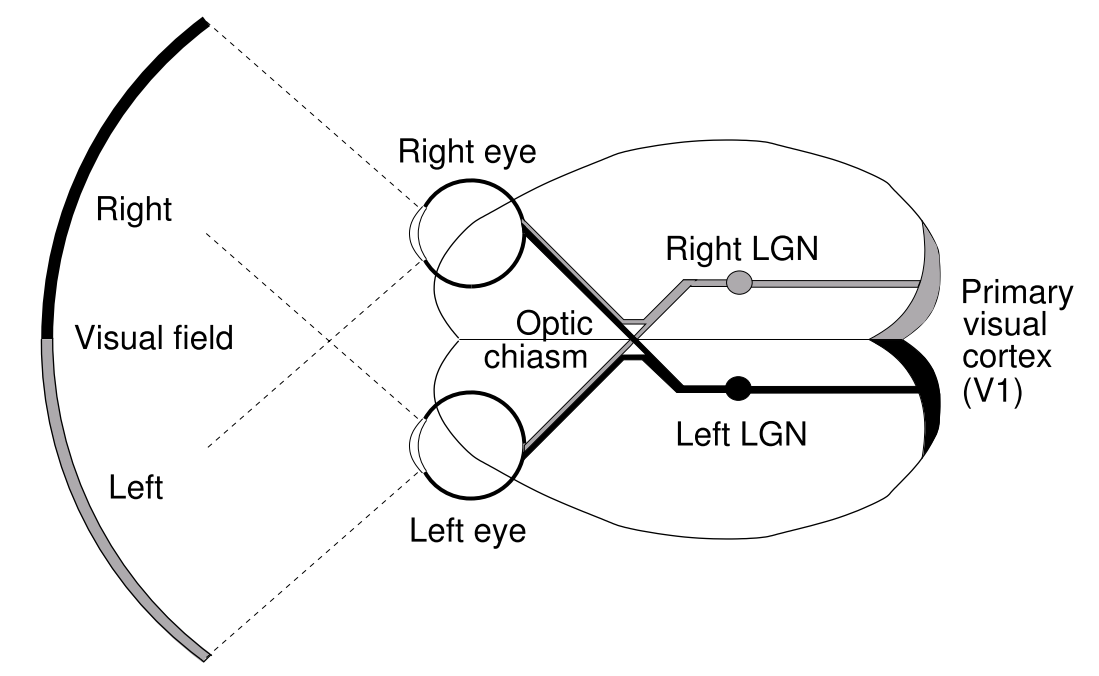 Right eye
Right
Right LGN
Visual field
Optic
chiasm
Primary
visual
cortex
(V1)
Left LGN
Left
Left eye